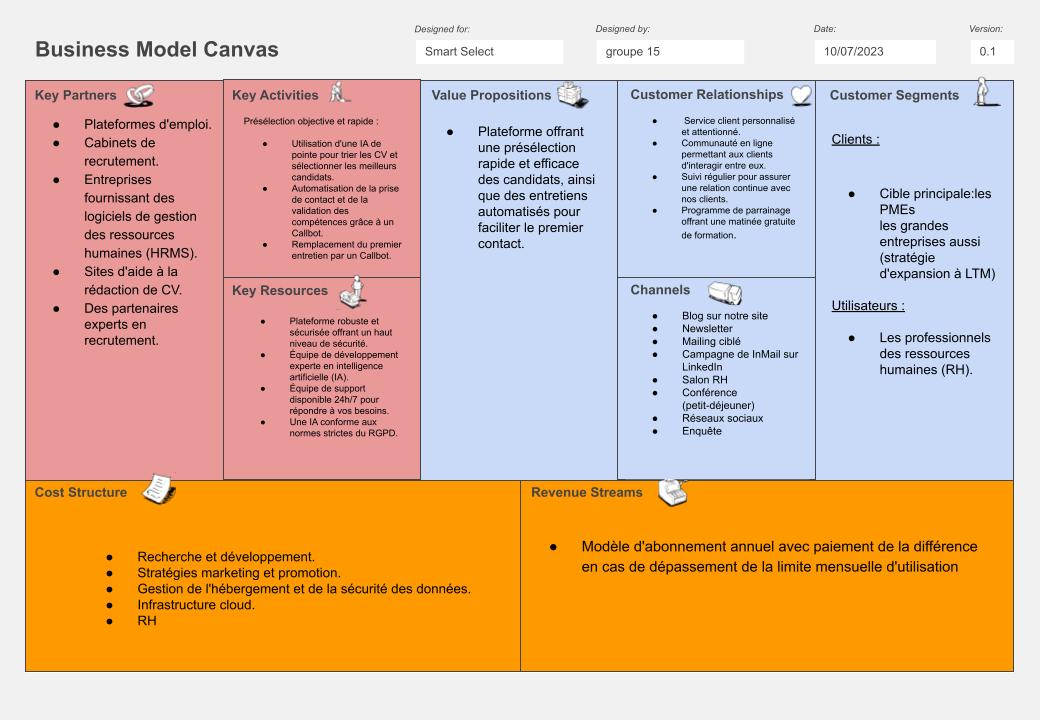 Business Model Canvas
Designed for:
Smart Select
Designed by:
groupe 15
Date:
10/07/2023
Version:
0.1
Key Partners
● Plateformes d'emploi.
● Cabinets de
recrutement.
● Entreprises
fournissant des
logiciels de gestion
des ressources
humaines (HRMS).
● Sites d'aide à la
rédaction de CV.
● Des partenaires
experts en
recrutement.
Key Activities
Présélection objective et rapide :
● Utilisation d'une IA de
pointe pour trier les CV et
sélectionner les meilleurs
candidats.
● Automatisation de la prise
de contact et de la
validation des
compétences grâce à un
Callbot.
● Remplacement du premier
entretien par un Callbot.
Key Resources
● Plateforme robuste et
sécurisée offrant un haut
niveau de sécurité.
● Équipe de développement
experte en intelligence
artificielle (IA).
● Équipe de support
disponible 24h/7 pour
répondre à vos besoins.
● Une IA conforme aux
normes strictes du RGPD.
Value Propositions
● Plateforme offrant
une présélection
rapide et efficace
des candidats, ainsi
que des entretiens
automatisés pour
faciliter le premier
contact.
Customer Relationships
● Service client personnalisé
et attentionné.
● Communauté en ligne
permettant aux clients
d'interagir entre eux.
● Suivi régulier pour assurer
une relation continue avec
nos clients.
● Programme de parrainage
offrant une matinée gratuite
de formation.
Channels
● Blog sur notre site
● Newsletter
● Mailing ciblé
● Campagne de InMail sur
LinkedIn
● Salon RH
● Conférence
(petit-déjeuner)
● Réseaux sociaux
● Enquête
Customer Segments
Clients :
● Cible principale:les
PMEs
les grandes
entreprises aussi
(stratégie
d'expansion à LTM)
Utilisateurs :
● Les professionnels
des ressources
humaines (RH).
Cost Structure
● Recherche et développement.
● Stratégies marketing et promotion.
● Gestion de l'hébergement et de la sécurité des données.
● Infrastructure cloud.
● RH
Revenue Streams
● Modèle d'abonnement annuel avec paiement de la différence
en cas de dépassement de la limite mensuelle d'utilisation